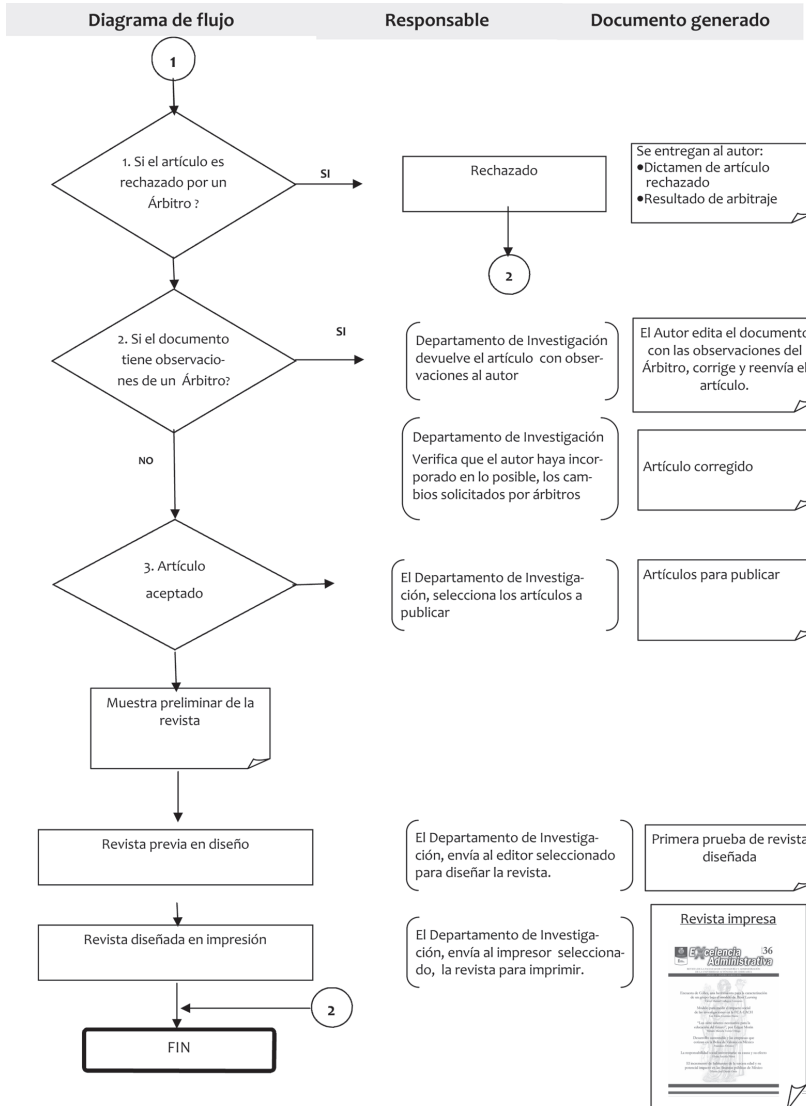 Diagrama de flujo
Responsable
Documento generado
1
1. Si el artículo es
rechazado por un
Árbitro ?
SI
Rechazado
Se entregan al autor:
•Dictamen de artículo
rechazado
•Resultado de arbitraje
2
2. Si el documento
tiene observacio-
nes de un Árbitro?
SI
Departamento de Investigación
devuelve el artículo con obser-
vaciones al autor
El Autor edita el documento
con las observaciones del
Árbitro, corrige y reenvía el
artículo.
NO
Departamento de Investigación
Verifica que el autor haya incor-
porado en lo posible, los cam-
bios solicitados por árbitros
Artículo corregido
3. Artículo
aceptado
El Departamento de Investiga-
ción, selecciona los artículos a
publicar
Artículos para publicar
Muestra preliminar de la
revista
Revista previa en diseño
El Departamento de Investiga-
ción, envía al editor seleccionado
para diseñar la revista.
Primera prueba de revista
diseñada
Revista diseñada en impresión
El Departamento de Investiga-
ción, envía al impresor selecciona-
do, la revista para imprimir.
Revista impresa
Excelencia
Administrativa
36
2
FIN